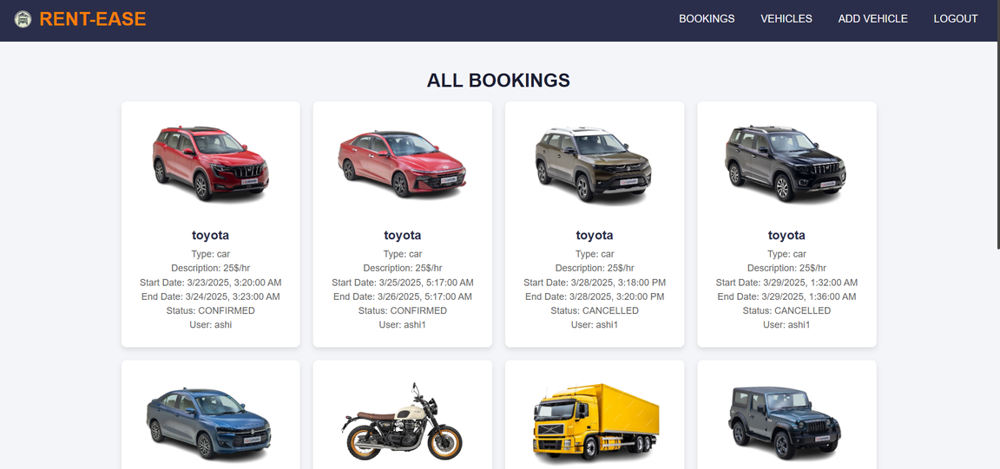 RENT-EASE
BOOKINGS VEHICLES ADD VEHICLE LOGOUT
ALL BOOKINGS
toyota
Type: car
Description: 25$/hr
Start Date: 3/23/2025, 3:20:00 AM
End Date: 3/24/2025, 3:23:00 AM
Status: CONFIRMED
User: ashi
toyota
Type: car
Description: 25$/hr
Start Date: 3/25/2025, 5:17:00 AM
End Date: 3/26/2025, 5:17:00 AM
Status: CONFIRMED
User: ashi1
toyota
Type: car
Description: 25$/hr
Start Date: 3/28/2025, 3:18:00 PM
End Date: 3/28/2025, 3:20:00 PM
Status: CANCELLED
User: ashi1
toyota
Type: car
Description: 25$/hr
Start Date: 3/29/2025, 1:32:00 AM
End Date: 3/29/2025, 1:36:00 AM
Status: CANCELLED
User: ashi1